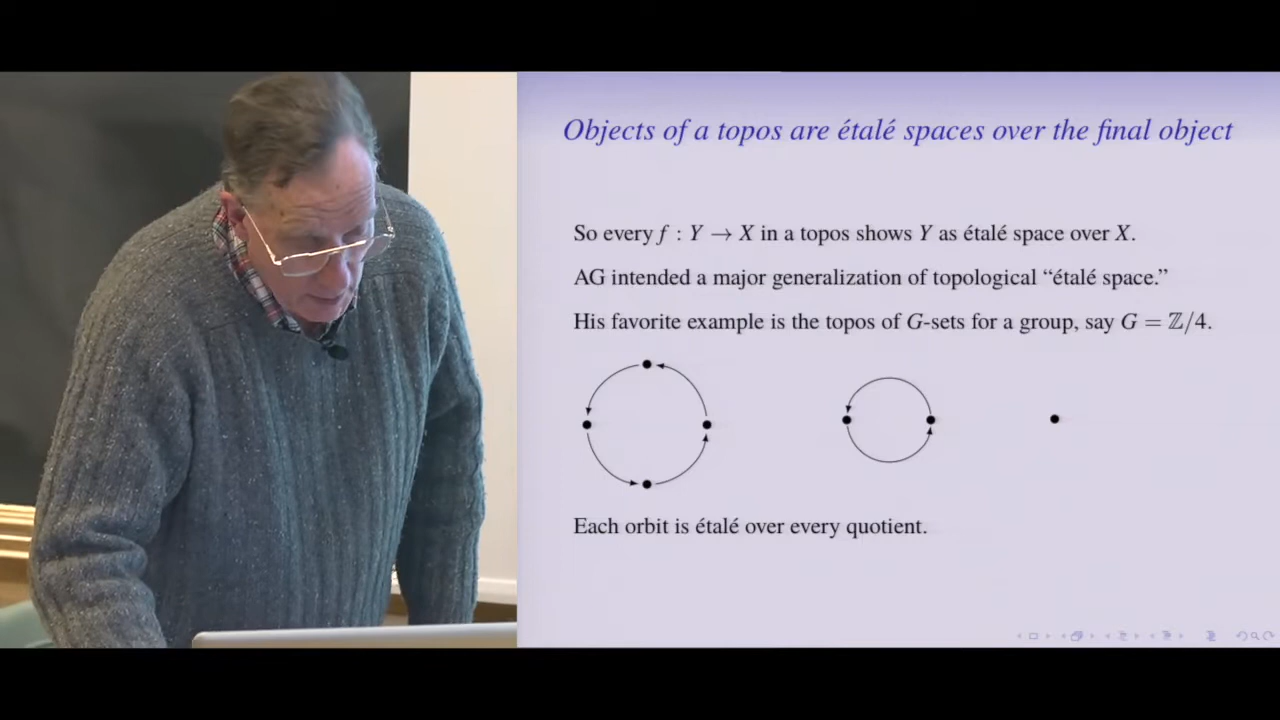 Objects of a topos are étalé spaces over the final object
So every f : Y → X in a topos shows Y as étalé space over X.
AG intended a major generalization of topological “étalé space.”
His favorite example is the topos of G-sets for a group, say G = ℤ/4.
Each orbit is étalé over every quotient.